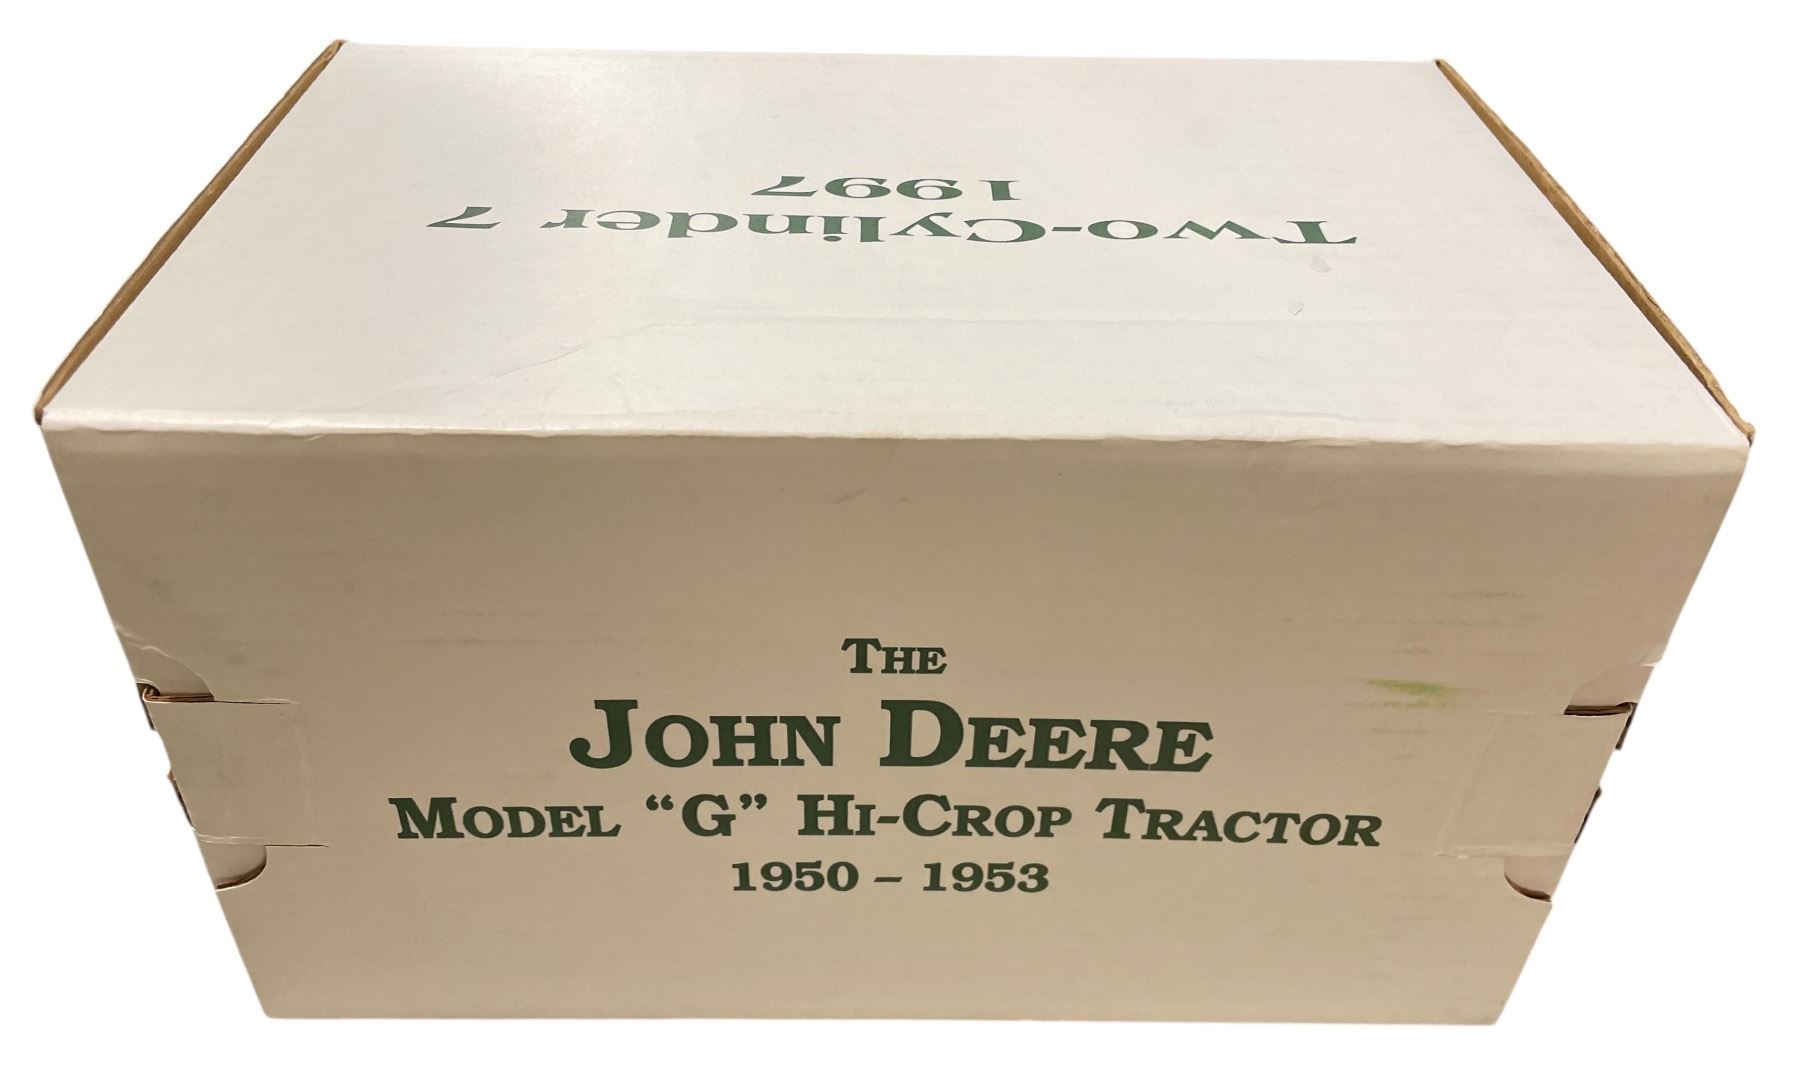 Two-Cylinder 7
1997
THE
JOHN DEERE
MODEL “G” HI-CROP TRACTOR
1950 – 1953